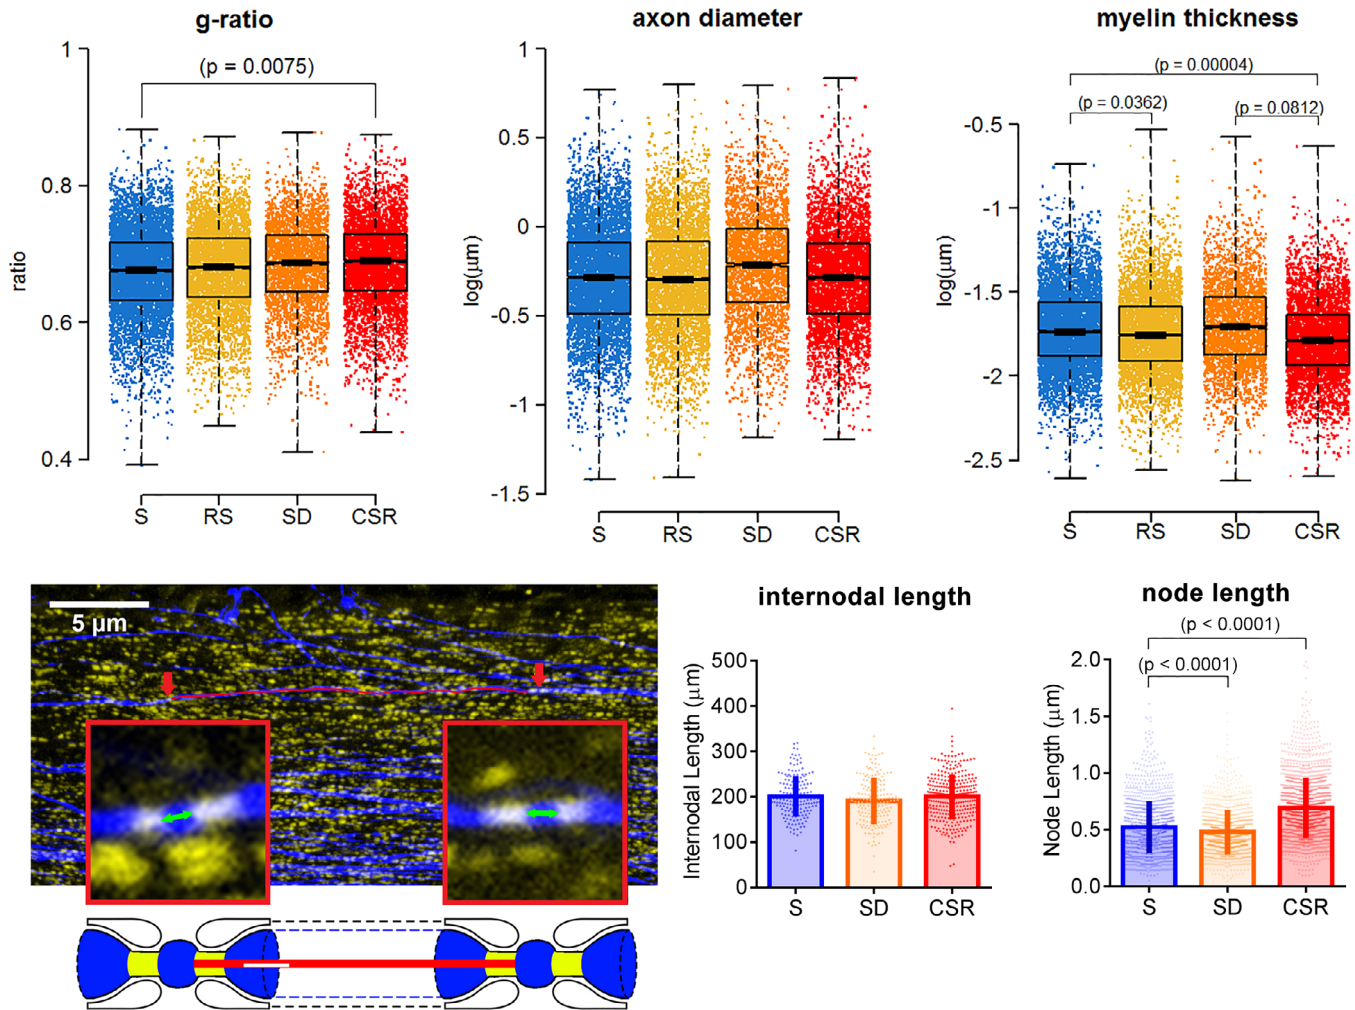 g-ratio
(p = 0.0075)
1
0.8
0.6
0.4
ratio
S RS SD CSR
axon diameter
1
0.5
0
-0.5
-1
-1.5
log(μm)
S RS SD CSR
myelin thickness
(p = 0.00004)
(p = 0.0362) (p = 0.0812)
-0.5
-1
-1.5
-2
-2.5
log(μm)
S RS SD CSR
5 μm
internodal length
500
400
300
200
100
0
Internodal Length (μm)
S SD CSR
node length
(p < 0.0001)
(p < 0.0001)
2.0
1.5
1.0
0.5
0.0
Node Length (μm)
S SD CSR